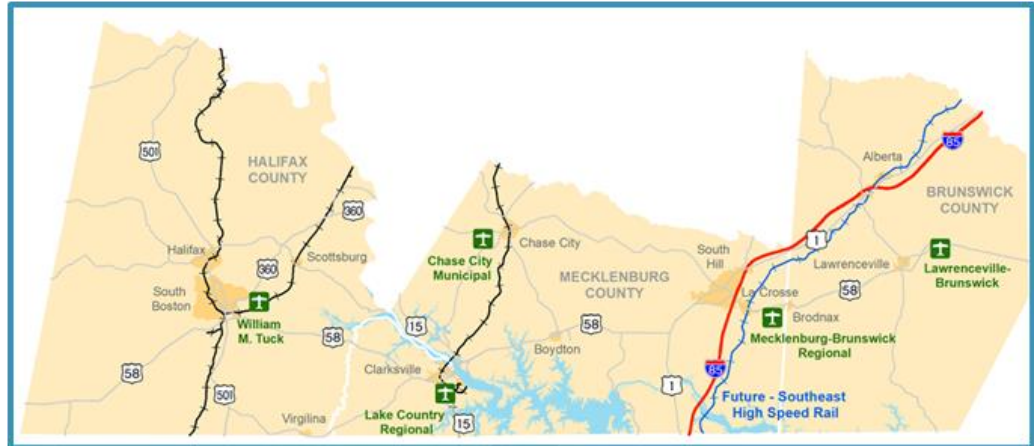 501
HALIFAX
COUNTY
360
Halifax
360
Scottsburg
South
Boston
William
M. Tuck
58
58
501
Virgilina
Chase City
Municipal
Chase City
MECKLENBURG
COUNTY
15
58
Boydton
Clarksville
Lake Country
Regional
15
85
Alberta
BRUNSWICK
COUNTY
1
South
Hill
Lawrenceville
Lawrenceville-
Brunswick
La Crosse
58
Brodnax
Mecklenburg-Brunswick
Regional
85
1
Future - Southeast
High Speed Rail